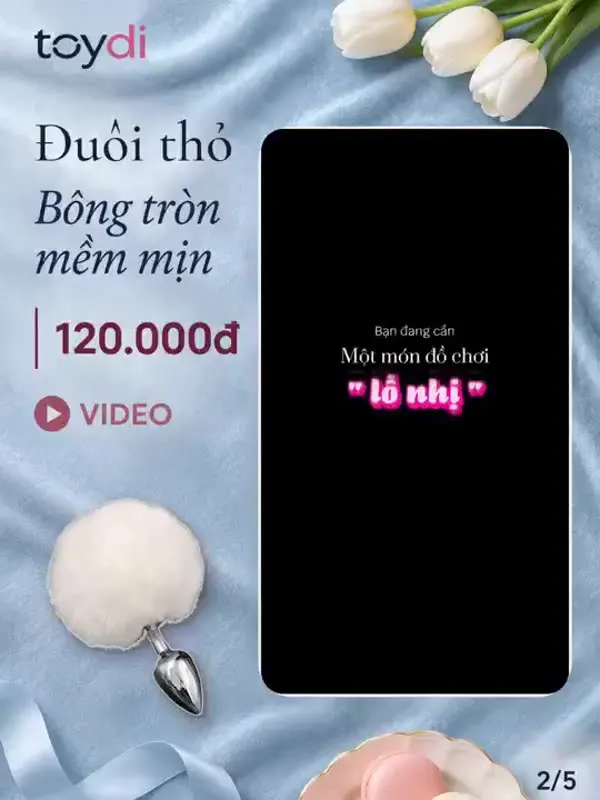 toydi
Đuôi thỏ
Bông tròn
mềm mịn
120.000đ
VIDEO
Bạn đang cần
Một món đồ chơi
" lỗ nhị "
2/5